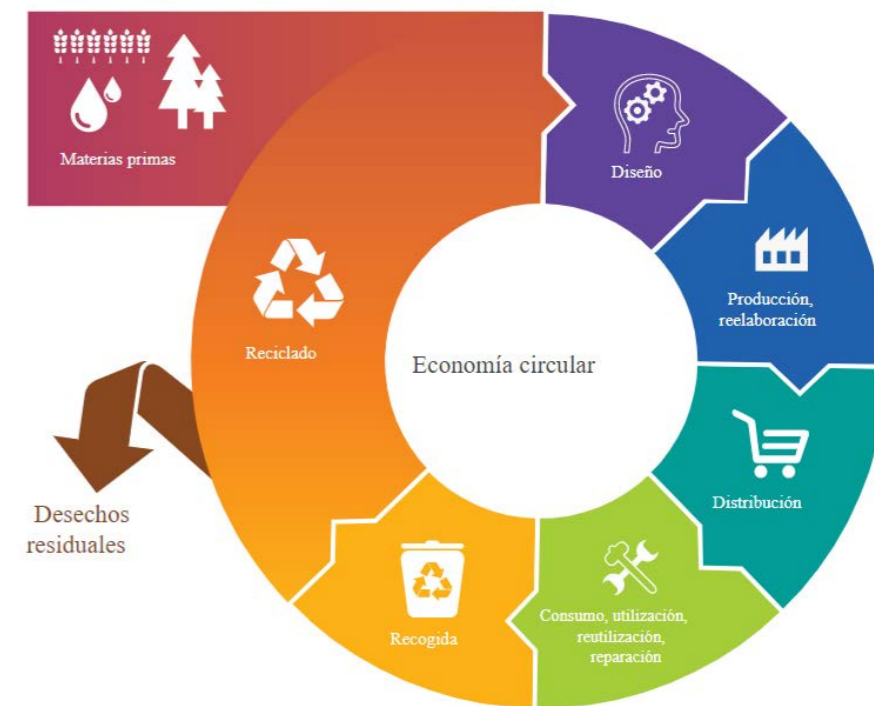 Materias primas
Diseño
Producción,
reelaboración
Distribución
Consumo, utilización,
reutilización,
reparación
Recogida
Reciclado
Economía circular
Desechos
residuales